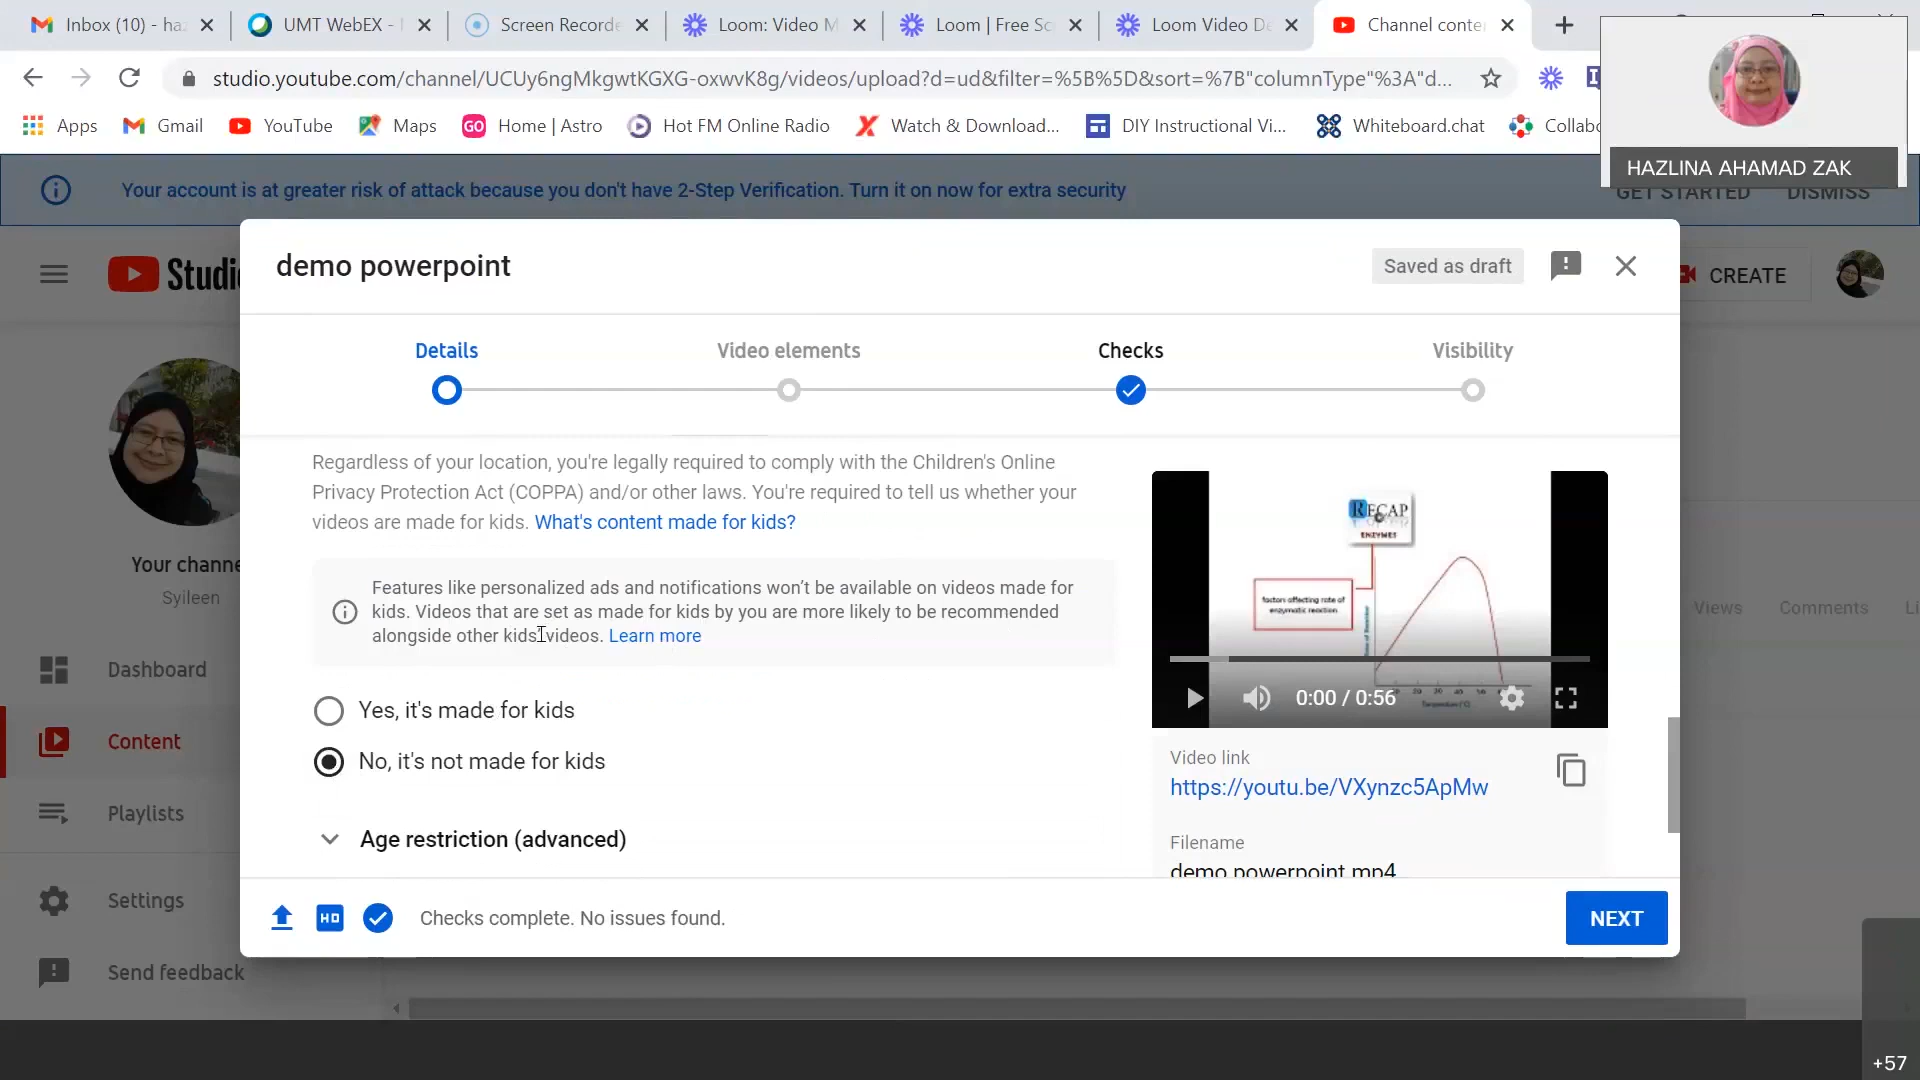 Inbox (10) - ha
UMT WebEX -
Screen Recorde
Loom: Video M
Loom | Free Sc
Loom Video De
Channel conte
studio.youtube.com/channel/UCUy6ngMkgwtKGXG-oxwvK8g/videos/upload?d=ud&filter=%5B%5D&sort=%7B"columnType"%3A"d...
Apps
Gmail
YouTube
Maps
GO
Home | Astro
Hot FM Online Radio
Watch & Download...
DIY Instructional Vi...
Whiteboard.chat
Collabo
HAZLINA AHAMAD ZAK
Your account is at greater risk of attack because you don't have 2-Step Verification. Turn it on now for extra security
GET STARTED
DISMISS
Studi
CREATE
demo powerpoint
Saved as draft
Details
Video elements
Checks
Visibility
Regardless of your location, you're legally required to comply with the Children's Online
Privacy Protection Act (COPPA) and/or other laws. You're required to tell us whether your
videos are made for kids. What's content made for kids?
Features like personalized ads and notifications won't be available on videos made for
kids. Videos that are set as made for kids by you are more likely to be recommended
alongside other kids' videos. Learn more
Yes, it's made for kids
No, it's not made for kids
Age restriction (advanced)
RECAP
ENZYMES
factors affecting rate of
enzymatic reaction
20 30 40 50
Temperature
0:00 / 0:56
Video link
https://youtu.be/VXynzc5ApMw
Filename
demo powerpoint.mp4
Your channe
Syileen
Dashboard
Content
Playlists
Settings
Send feedback
Views
Comments
Li
HD
Checks complete. No issues found.
NEXT
+57